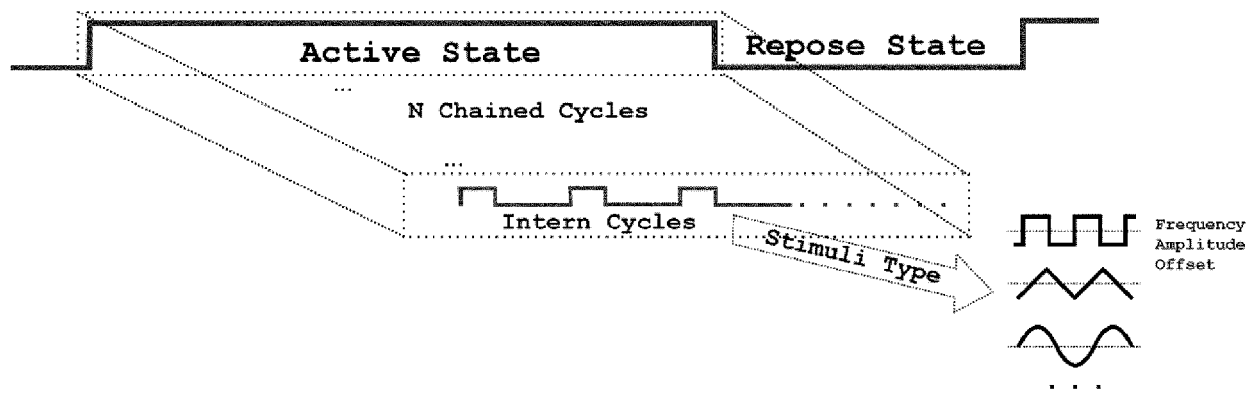 Active State
Repose State
...
N Chained Cycles
...
Intern Cycles
Stimuli Type
Frequency
Amplitude
Offset
. . .